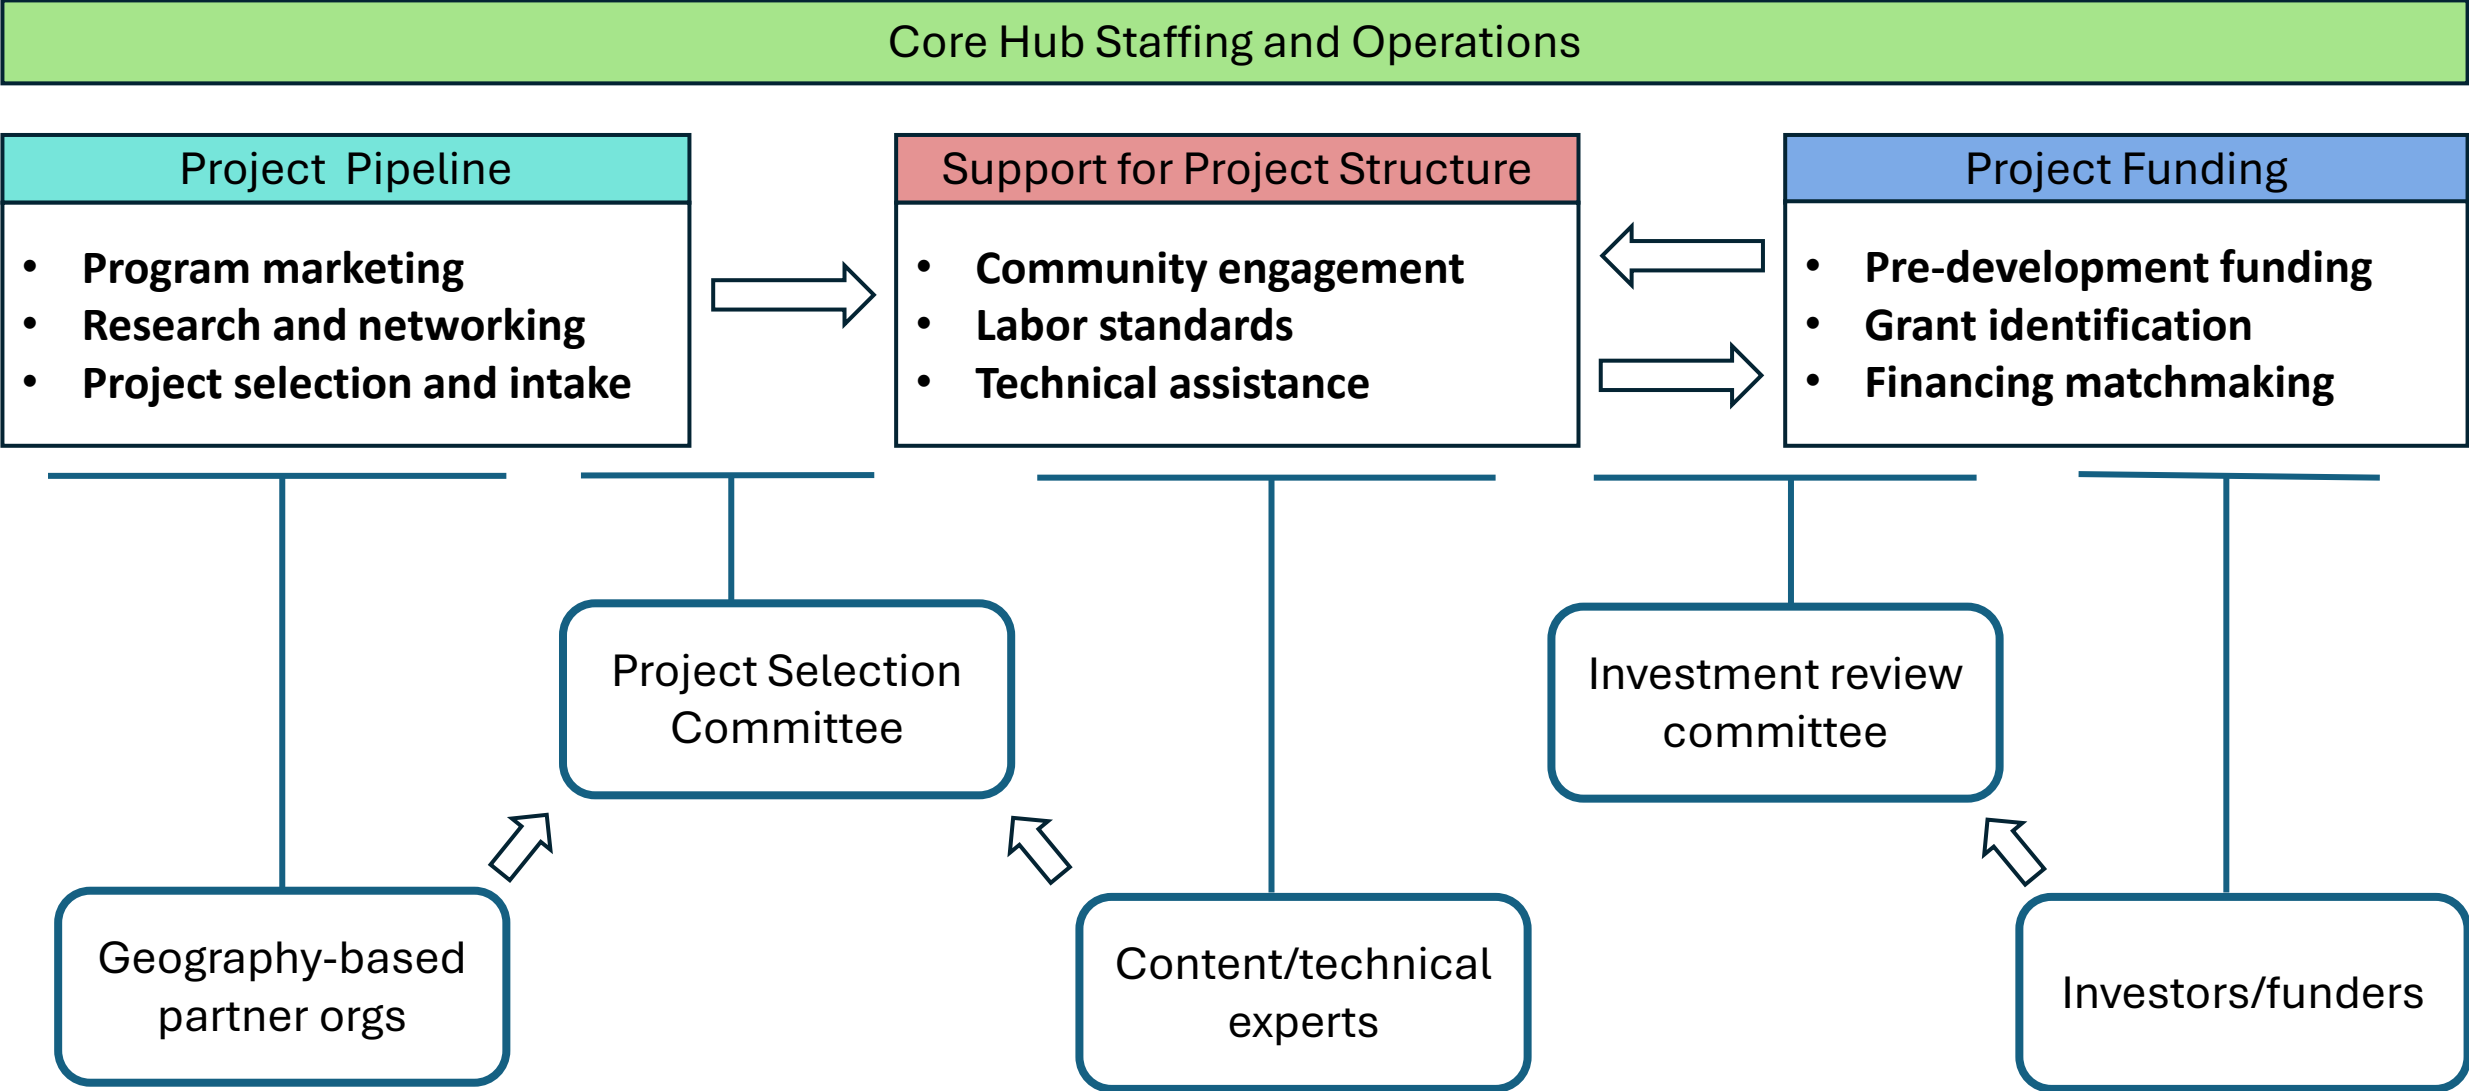 Core Hub Staffing and Operations
Project Pipeline
• Program marketing
• Research and networking
• Project selection and intake
Support for Project Structure
• Community engagement
• Labor standards
• Technical assistance
Project Funding
• Pre-development funding
• Grant identification
• Financing matchmaking
Project Selection
Committee
Investment review
committee
Geography-based
partner orgs
Content/technical
experts
Investors/funders